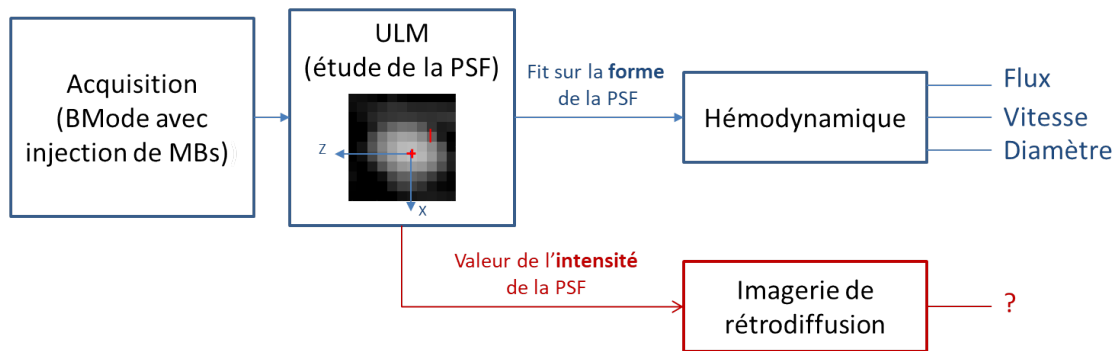 Acquisition
(BMode avec
injection de MBs)
ULM
(étude de la PSF)
I
Z
X
Fit sur la forme
de la PSF
Hémodynamique
Flux
Vitesse
Diamètre
Valeur de l'intensité
de la PSF
Imagerie de
rétrodiffusion
?